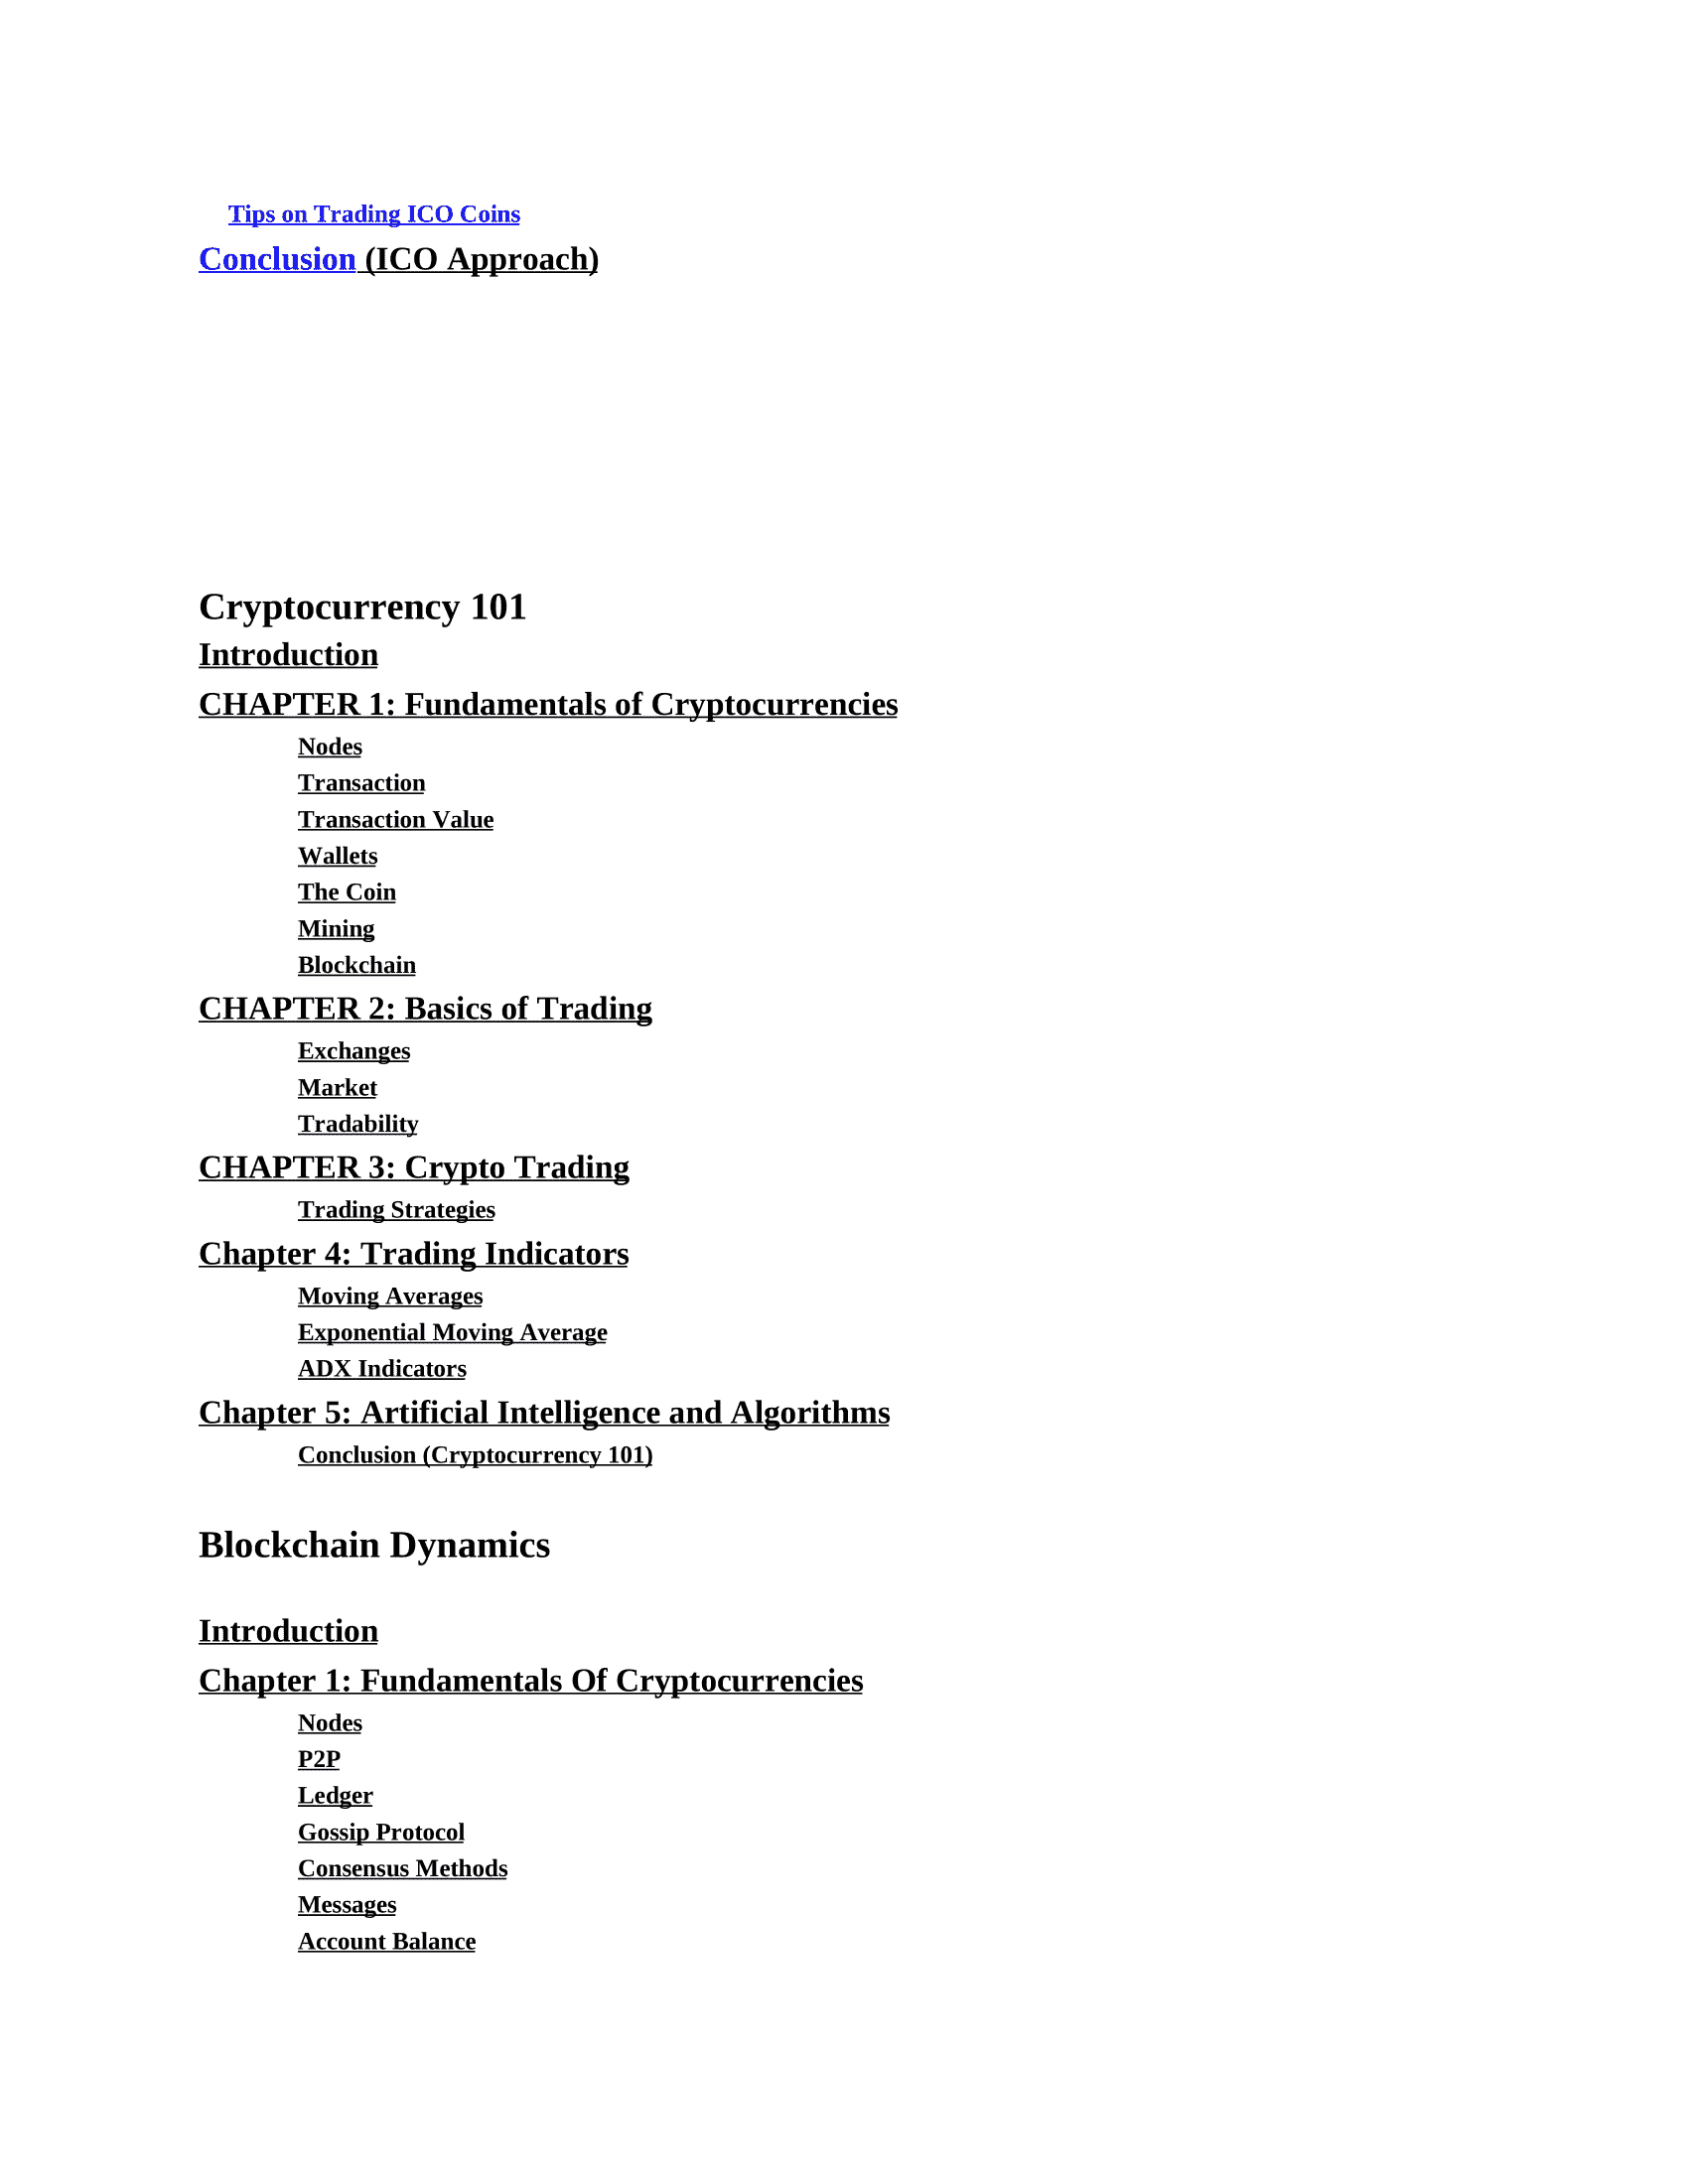 Tips on Trading ICO Coins
Conclusion (ICO Approach)
Cryptocurrency 101
Introduction
CHAPTER 1: Fundamentals of Cryptocurrencies
Nodes
Transaction
Transaction Value
Wallets
The Coin
Mining
Blockchain
CHAPTER 2: Basics of Trading
Exchanges
Market
Tradability
CHAPTER 3: Crypto Trading
Trading Strategies
Chapter 4: Trading Indicators
Moving Averages
Exponential Moving Average
ADX Indicators
Chapter 5: Artificial Intelligence and Algorithms
Conclusion (Cryptocurrency 101)
Blockchain Dynamics
Introduction
Chapter 1: Fundamentals Of Cryptocurrencies
Nodes
P2P
Ledger
Gossip Protocol
Consensus Methods
Messages
Account Balance